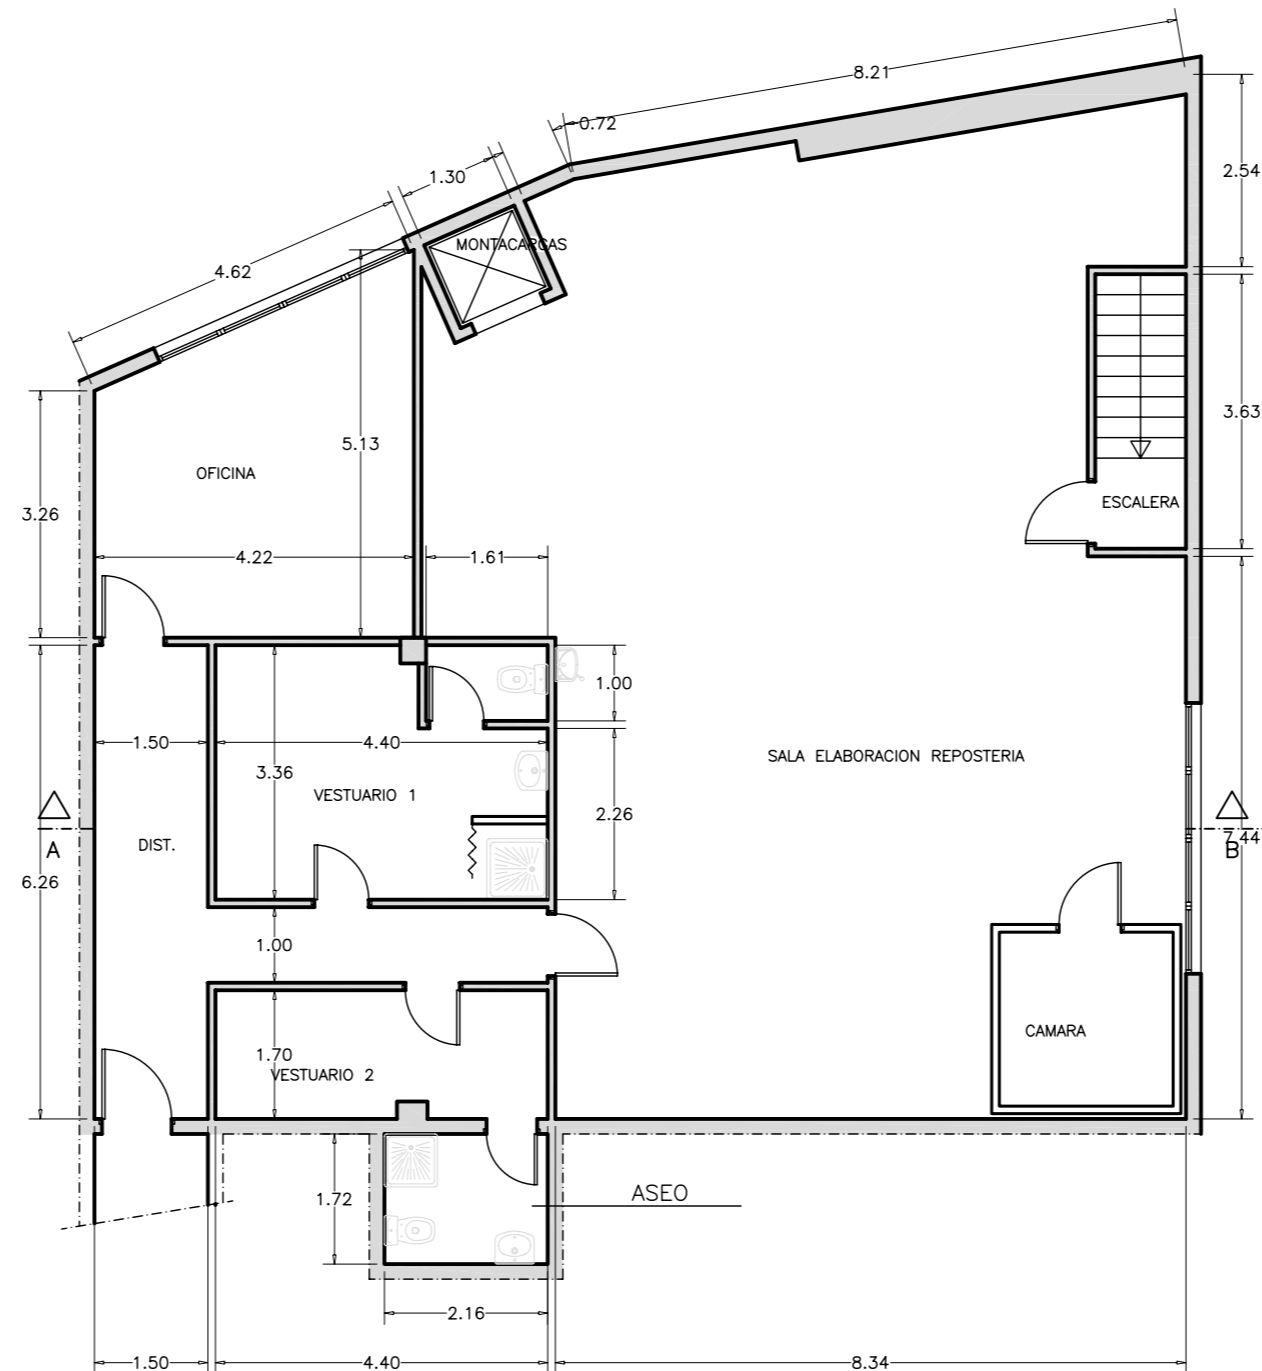 8.21
0.72
2.54
1.30
MONTACARGAS
4.62
3.63
5.13
OFICINA
ESCALERA
3.26
4.22
1.61
1.00
1.50
4.40
SALA ELABORACION REPOSTERIA
3.36
VESTUARIO 1
2.26
A
DIST.
7.44
B
6.26
1.00
CAMARA
1.70
VESTUARIO 2
1.72
ASEO
2.16
1.50
4.40
8.34